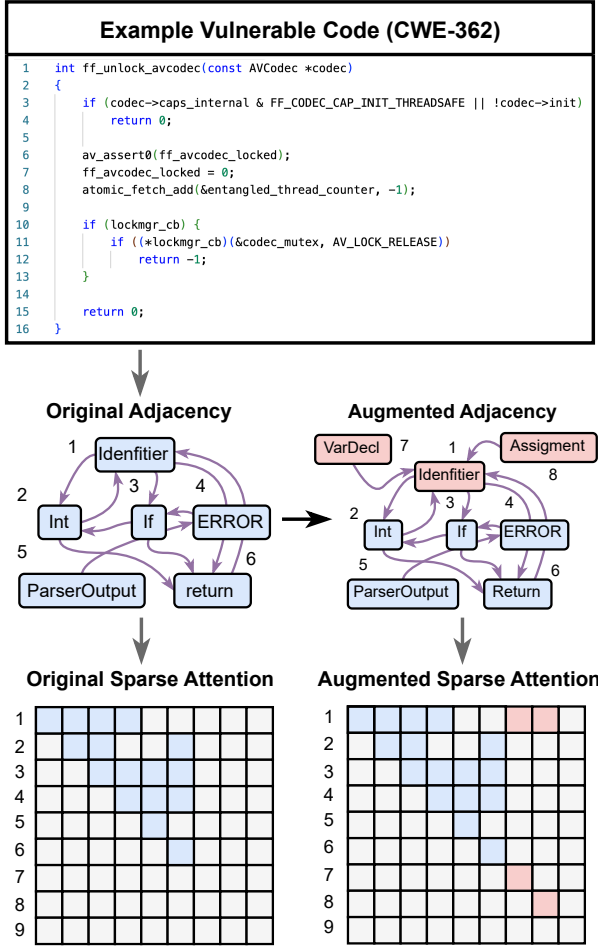 Example Vulnerable Code (CWE-362)
1 int ff_unlock_avcodec(const AVCodec *codec)
2 {
3 if (codec->caps_internal & FF_CODEC_CAP_INIT_THREADSAFE || !codec->init)
4 return 0;
5
6 av_assert0(ff_avcodec_locked);
7 ff_avcodec_locked = 0;
8 atomic_fetch_add(&entangled_thread_counter, -1);
9
10 if (lockmgr_cb) {
11 if ((*lockmgr_cb)(&codec_mutex, AV_LOCK_RELEASE))
12 return -1;
13 }
14
15 return 0;
16 }
Original Adjacency
1
Idenfitier
2
3
4
Int
If
ERROR
5
6
ParserOutput
return
Augmented Adjacency
VarDecl
7
1
Assigment
Idenfitier
8
2
3
4
Int
If
ERROR
5
6
ParserOutput
Return
Original Sparse Attention
1
2
3
4
5
6
7
8
9
Augmented Sparse Attention
1
2
3
4
5
6
7
8
9